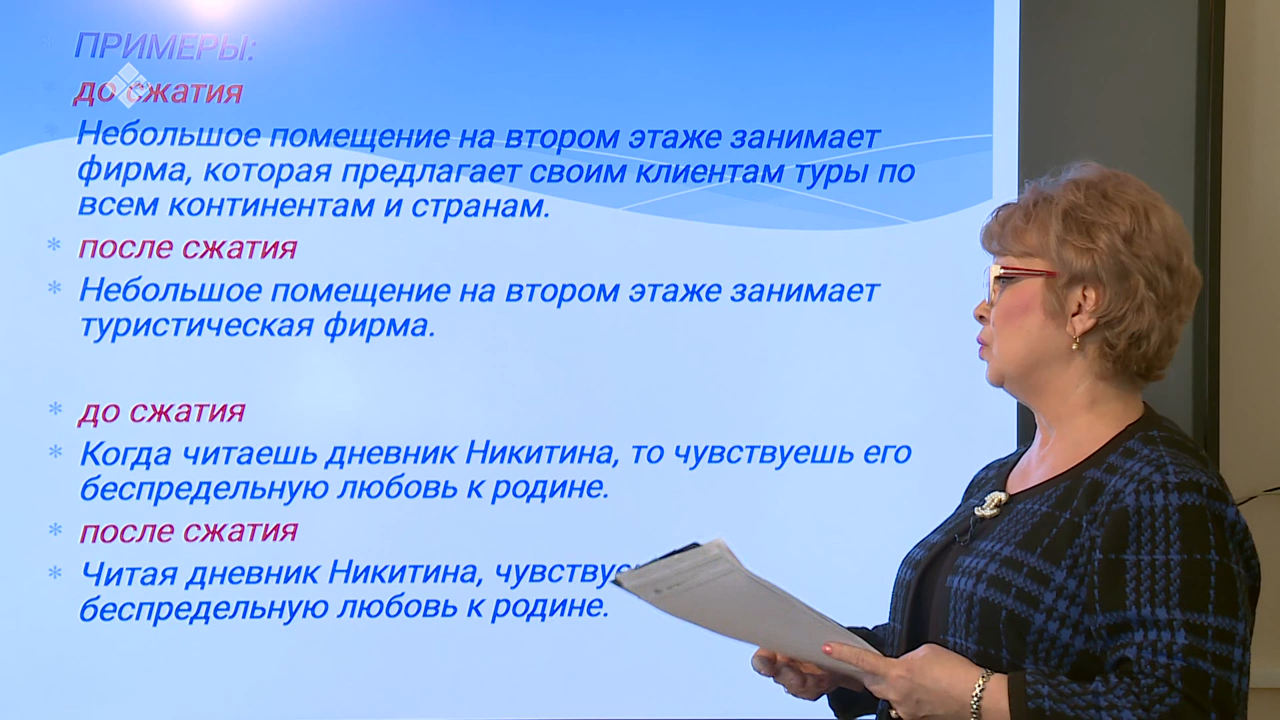 ПРИМЕРЫ:
до сжатия
Небольшое помещение на втором этаже занимает
фирма, которая предлагает своим клиентам туры по
всем континентам и странам.
* после сжатия
* Небольшое помещение на втором этаже занимает
туристическая фирма.
* до сжатия
* Когда читаешь дневник Никитина, то чувствуешь его
беспредельную любовь к родине.
* после сжатия
* Читая дневник Никитина,
беспредельную любовь к родине.